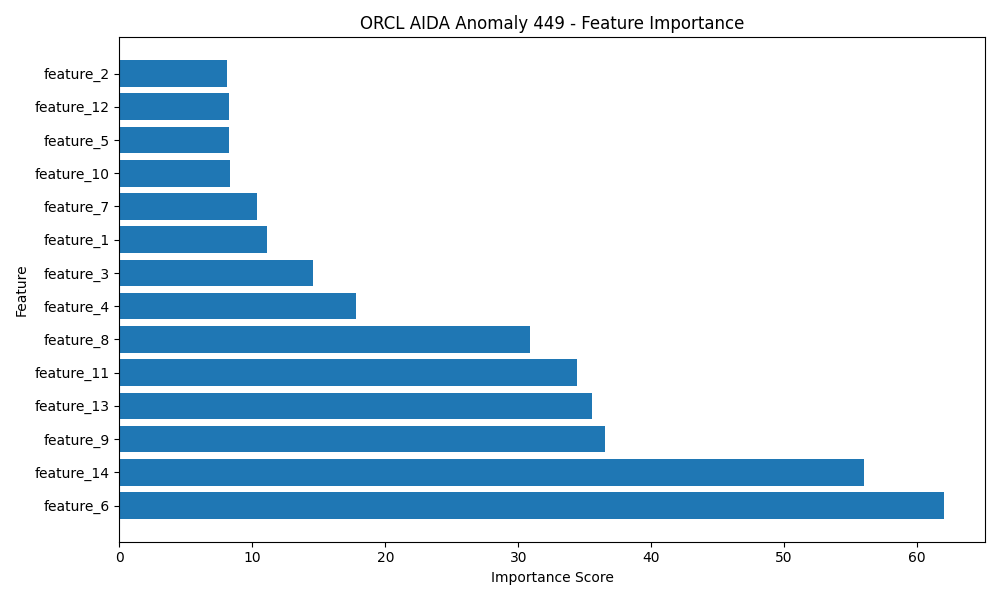 ORCL AIDA Anomaly 449 - Feature Importance
feature_2
feature_12
feature_5
feature_10
feature_7
feature_1
feature_3
feature_4
feature_8
feature_11
feature_13
feature_9
feature_14
feature_6
Feature
0 10 20 30 40 50 60
Importance Score